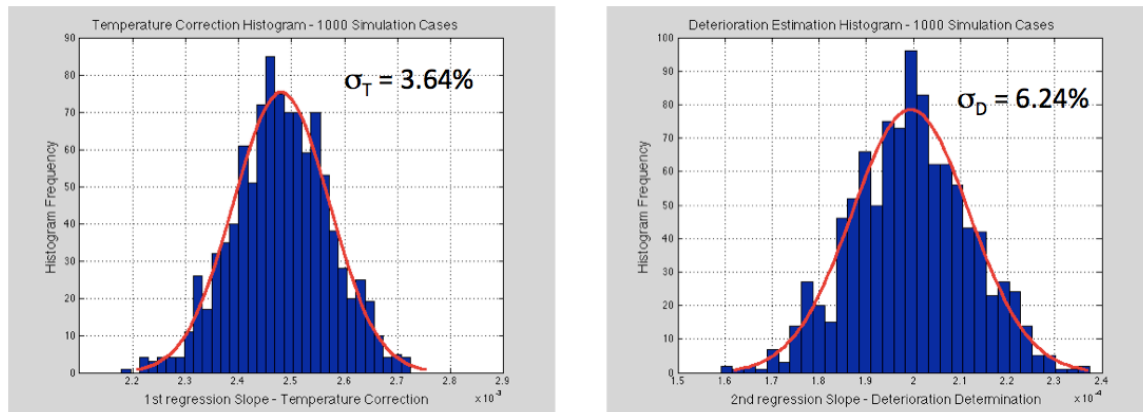 Temperature Correction Histogram - 1000 Simulation Cases
90
80
70
60
50
40
30
20
10
0
Histogram Frequency
σT = 3.64%
2.2 2.3 2.4 2.5 2.6 2.7 2.8 2.9
1st regression Slope - Temperature Correction x 10⁻³
Deterioration Estimation Histogram - 1000 Simulation Cases
100
90
80
70
60
50
40
30
20
10
0
Histogram Frequency
σD = 6.24%
1.5 1.6 1.7 1.8 1.9 2 2.1 2.2 2.3 2.4
2nd regression Slope - Deterioration Determination x 10⁻⁴